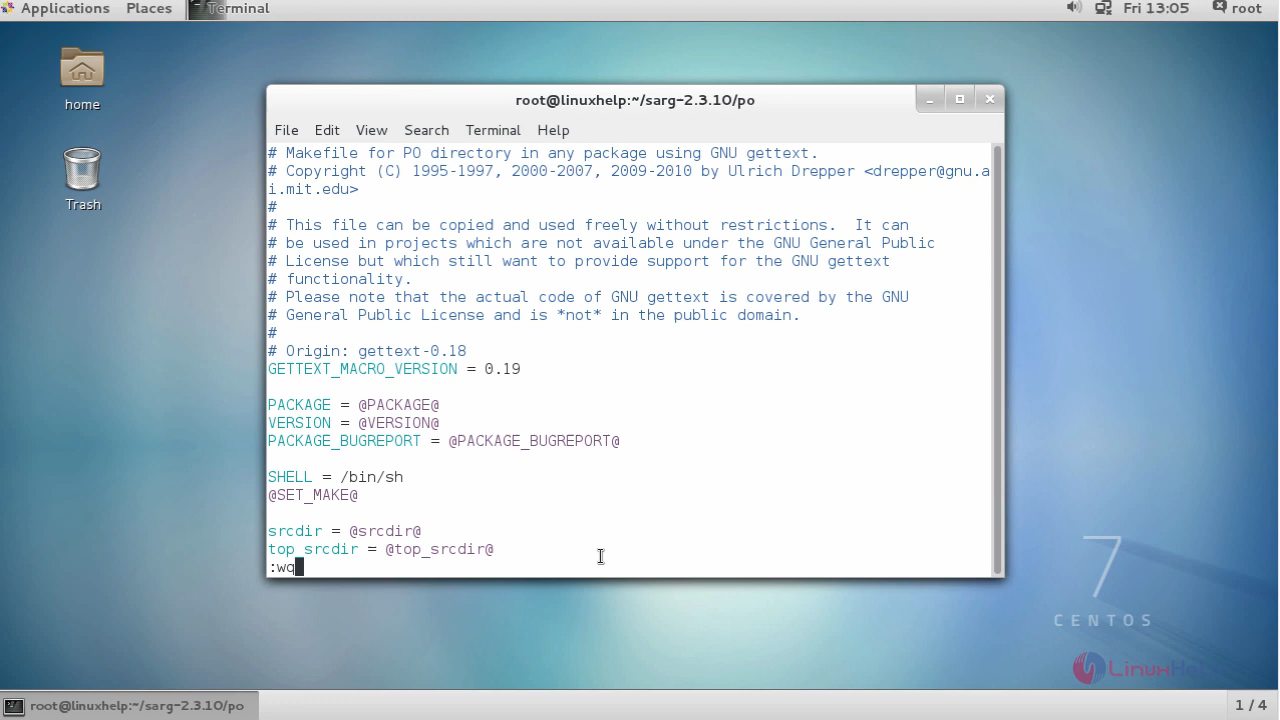 Applications Places Terminal Fri 13:05 root
home
Trash
root@linuxhelp:~/sarg-2.3.10/po
File Edit View Search Terminal Help
# Makefile for PO directory in any package using GNU gettext.
# Copyright (C) 1995-1997, 2000-2007, 2009-2010 by Ulrich Drepper <drepper@gnu.a
i.mit.edu>
#
# This file can be copied and used freely without restrictions.  It can
# be used in projects which are not available under the GNU General Public
# License but which still want to provide support for the GNU gettext
# functionality.
# Please note that the actual code of GNU gettext is covered by the GNU
# General Public License and is *not* in the public domain.
#
# Origin: gettext-0.18
GETTEXT_MACRO_VERSION = 0.19
PACKAGE = @PACKAGE@
VERSION = @VERSION@
PACKAGE_BUGREPORT = @PACKAGE_BUGREPORT@
SHELL = /bin/sh
@SET_MAKE@
srcdir = @srcdir@
top_srcdir = @top_srcdir@
:wq
7
CENTOS
LinuxHelp
root@linuxhelp:~/sarg-2.3.10/po
1 / 4